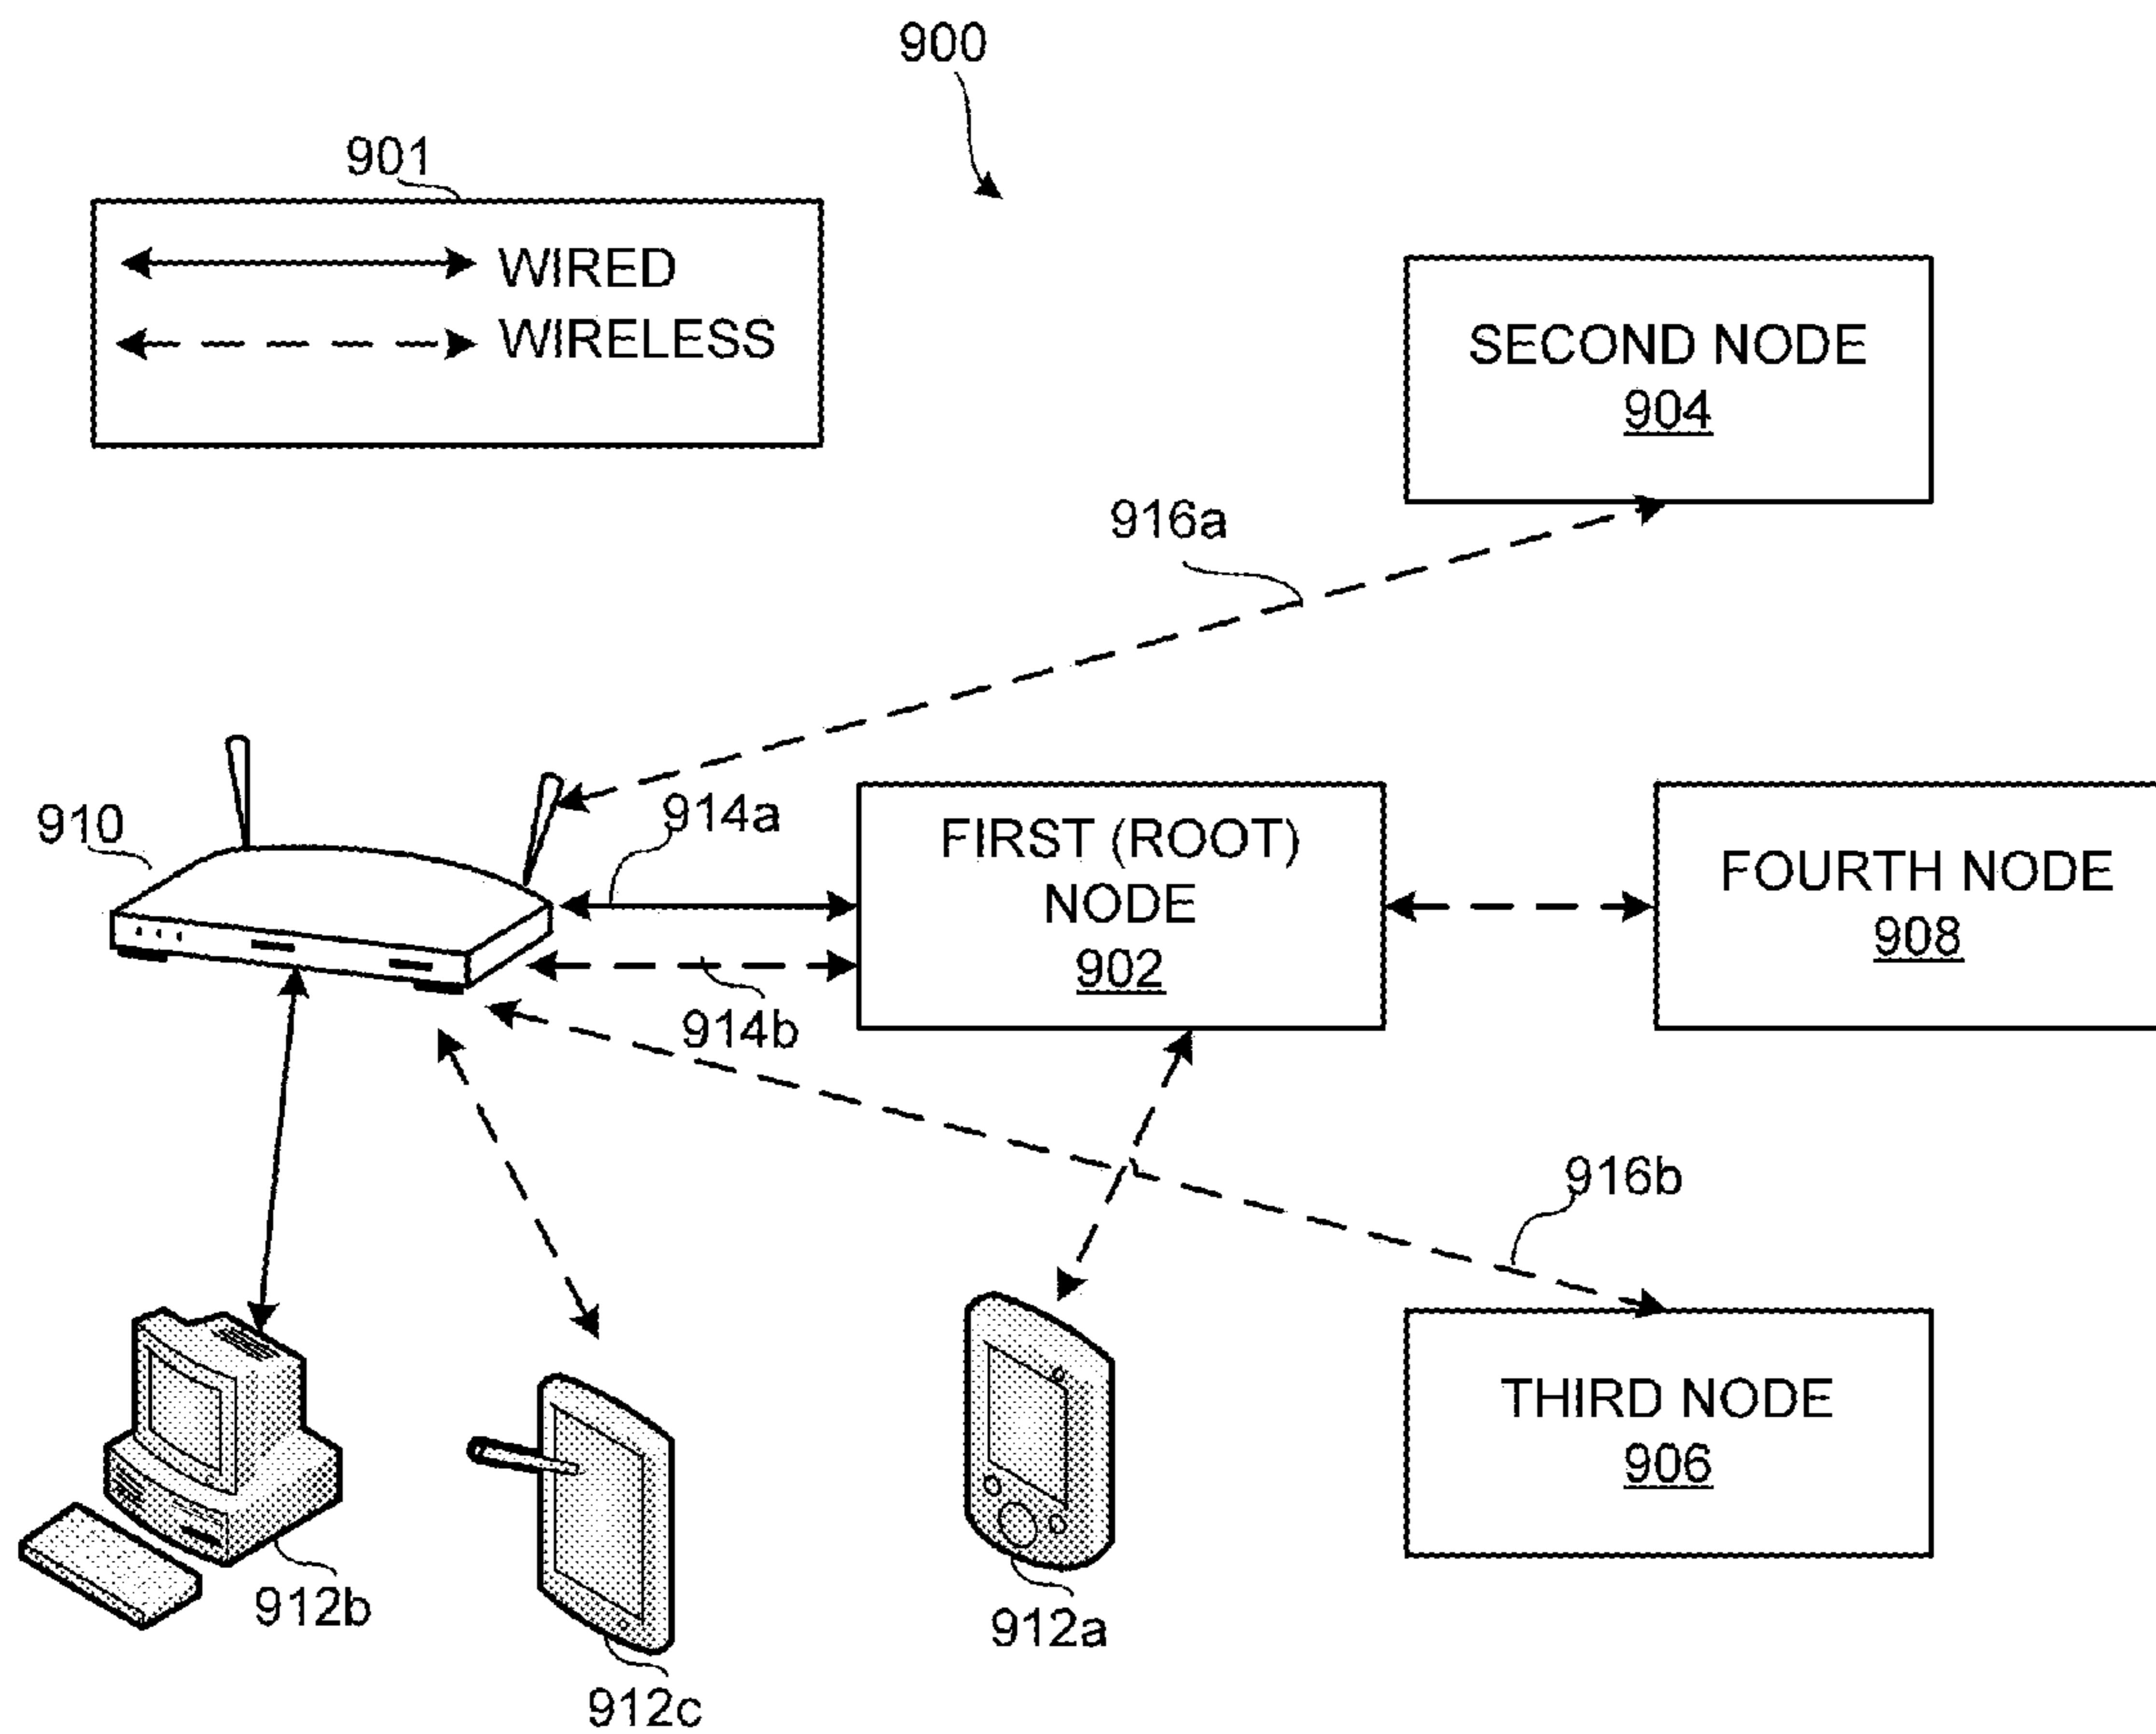 900
901
WIRED
WIRELESS
SECOND NODE
904
916a
910
914a
FIRST (ROOT)
NODE
902
FOURTH NODE
908
914b
916b
THIRD NODE
906
912b
912a
912c